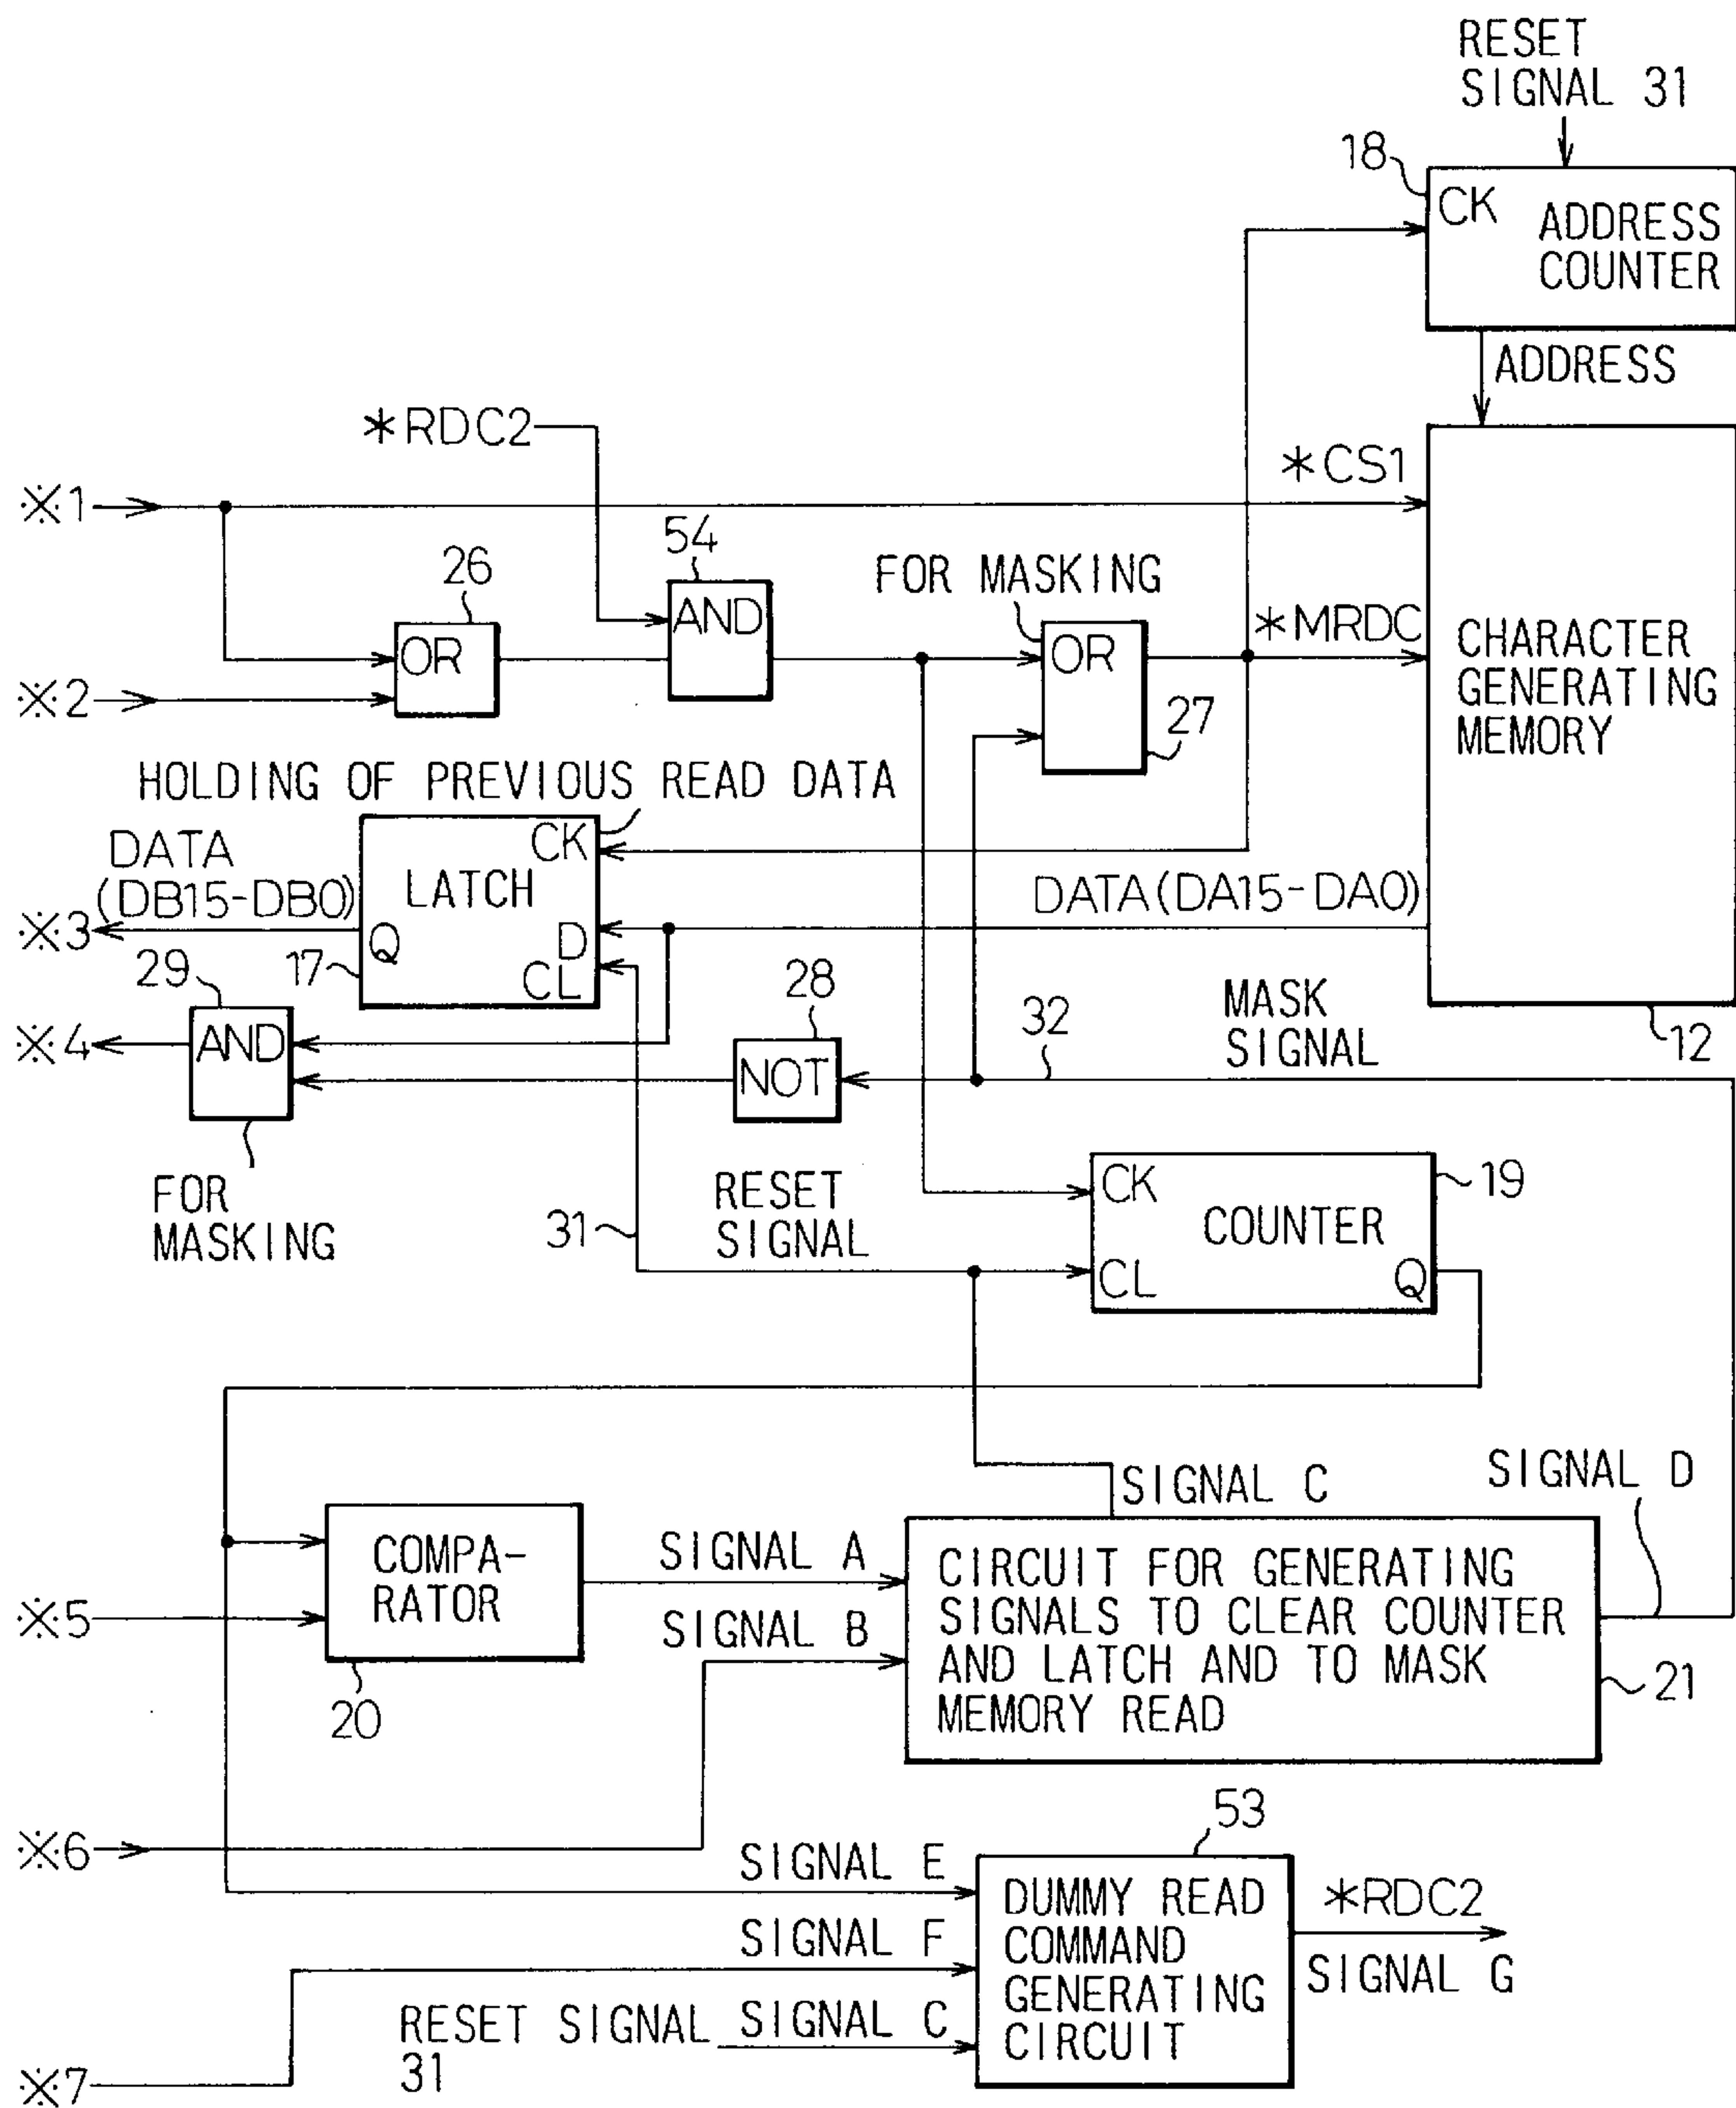 RESET
SIGNAL 31
18
CK
ADDRESS
COUNTER
ADDRESS
*RDC2
*CS1
※1
54
26
FOR MASKING
AND
*MRDC
OR
OR
CHARACTER
GENERATING
MEMORY
※2
27
HOLDING OF PREVIOUS READ DATA
CK
DATA
(DB15-DB0)
LATCH
DATA(DA15-DA0)
※3
Q
D
17
CL
29
28
MASK
SIGNAL
32
※4
AND
NOT
12
FOR
MASKING
RESET
SIGNAL
31
CK
19
COUNTER
CL
Q
SIGNAL C
SIGNAL D
COMPA-
RATOR
SIGNAL A
※5
SIGNAL B
20
CIRCUIT FOR GENERATING
SIGNALS TO CLEAR COUNTER
AND LATCH AND TO MASK
MEMORY READ
21
53
※6
SIGNAL E
DUMMY READ
COMMAND
GENERATING
CIRCUIT
*RDC2
SIGNAL F
SIGNAL G
RESET SIGNAL
31
SIGNAL C
※7